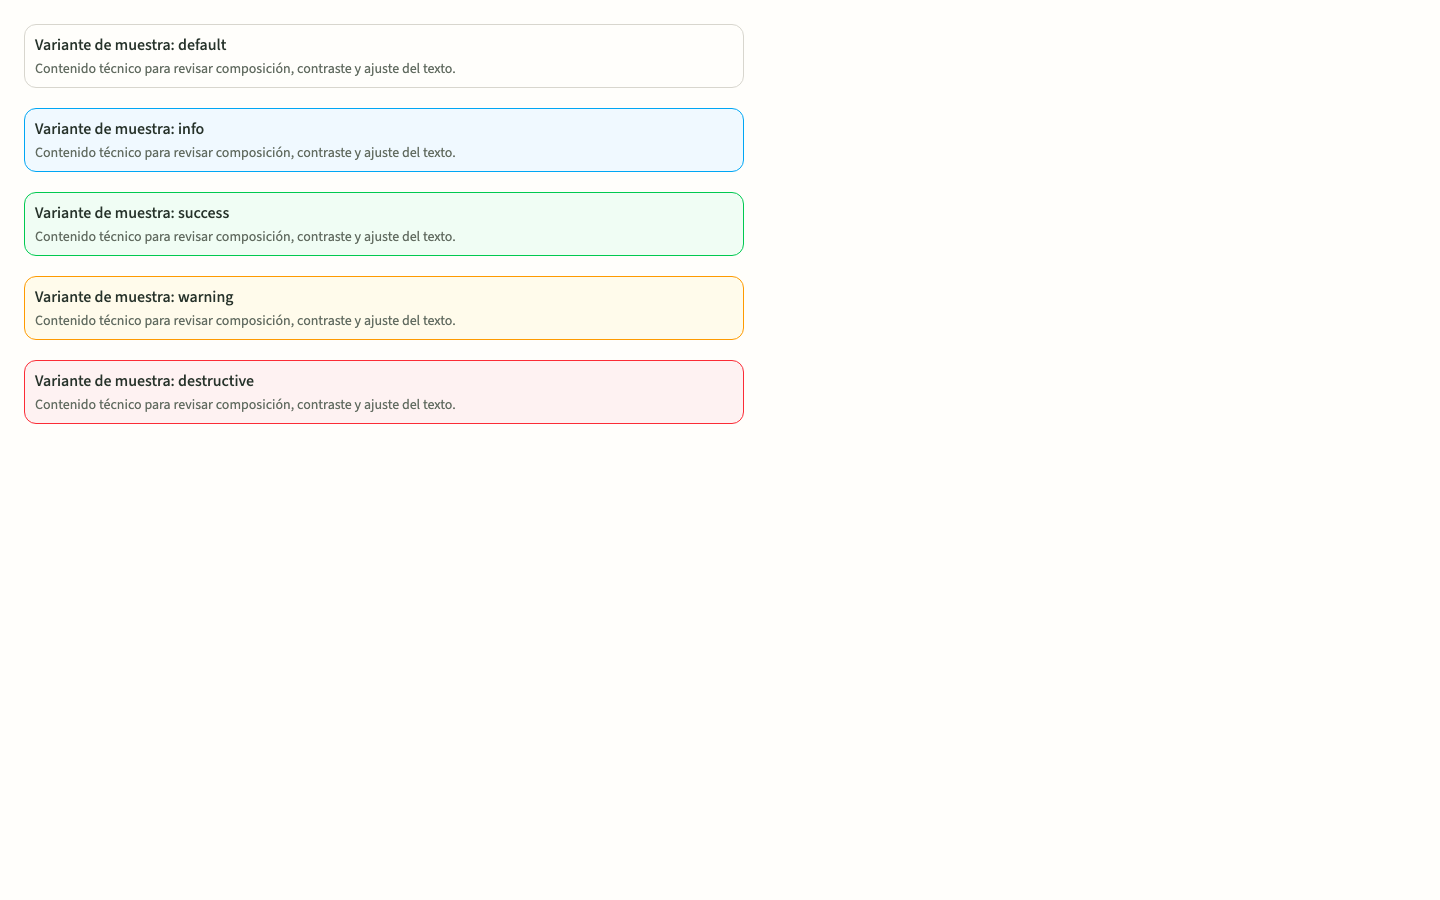 Variante de muestra: default
Contenido técnico para revisar composición, contraste y ajuste del texto.
Variante de muestra: info
Contenido técnico para revisar composición, contraste y ajuste del texto.
Variante de muestra: success
Contenido técnico para revisar composición, contraste y ajuste del texto.
Variante de muestra: warning
Contenido técnico para revisar composición, contraste y ajuste del texto.
Variante de muestra: destructive
Contenido técnico para revisar composición, contraste y ajuste del texto.